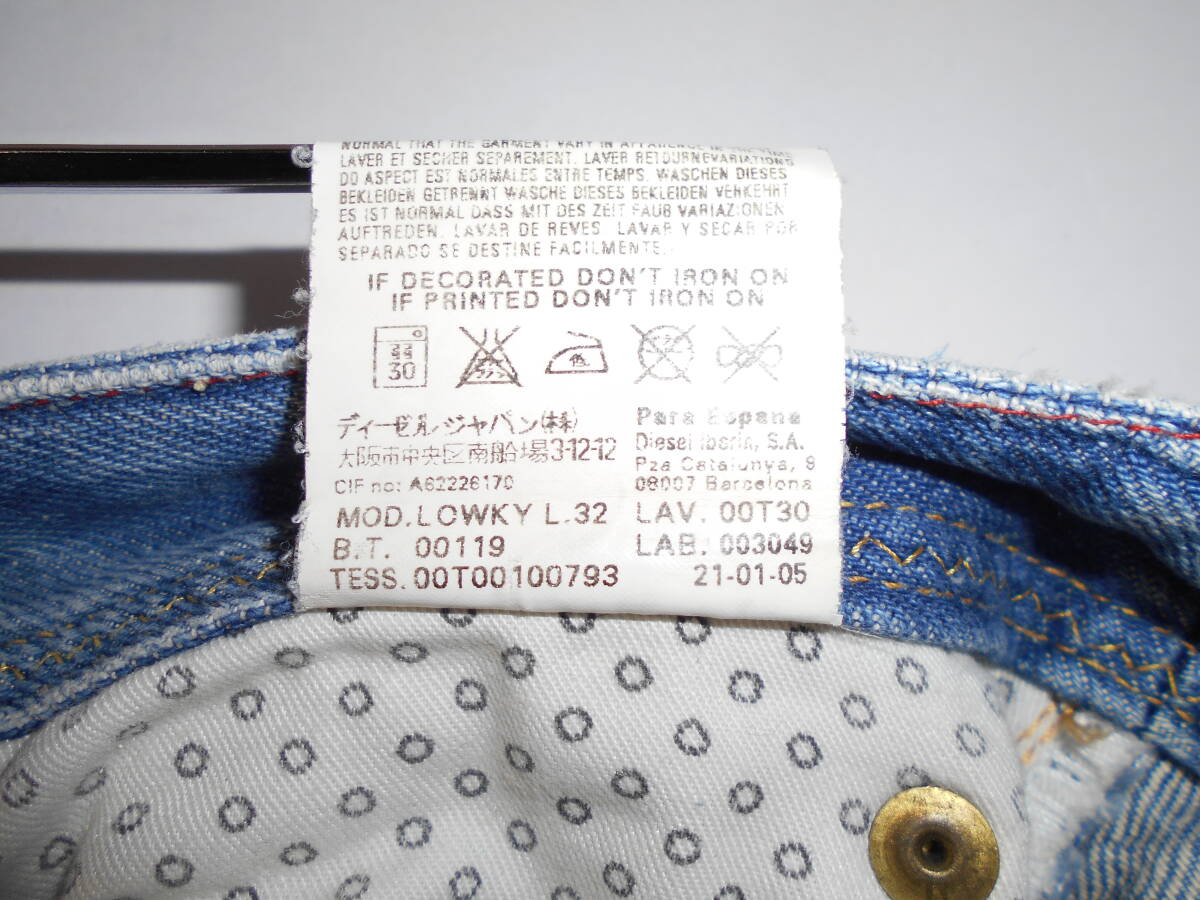 NORMAL THAT THE GARMENT VARY IN
LAVER ET SECHER SEPAREMENT. LAVER RETOURNEVARIATIONS
DO ASPECT EST NORMALES ENTRE TEMPS. WASCHEN DIESES
BEKLEIDEN GETRENNT WASCHE DIESES BEKLEIDEN VERKEHRT
ES IST NORMAL DASS MIT DES ZEIT FAUB VARIAZIONEN
AUFTREDEN. LAVAR DE REVES. LAVAR Y SECAR POR
SEPARADO SE DESTINE FACILMENTE.
IF DECORATED DON'T IRON ON
IF PRINTED DON'T IRON ON
30
低
ディーゼルジャパン(株)
大阪市中央区南船場3-12-12
CIF no: A62226170
Para Espana
Diesel Iberia, S.A.
Pza Catalunya, 9
08007 Barcelona
MOD. LOWKY L.32 LAV. 00T30
B.T. 00119 LAB. 003049
TESS. 00T00100793 21-01-05